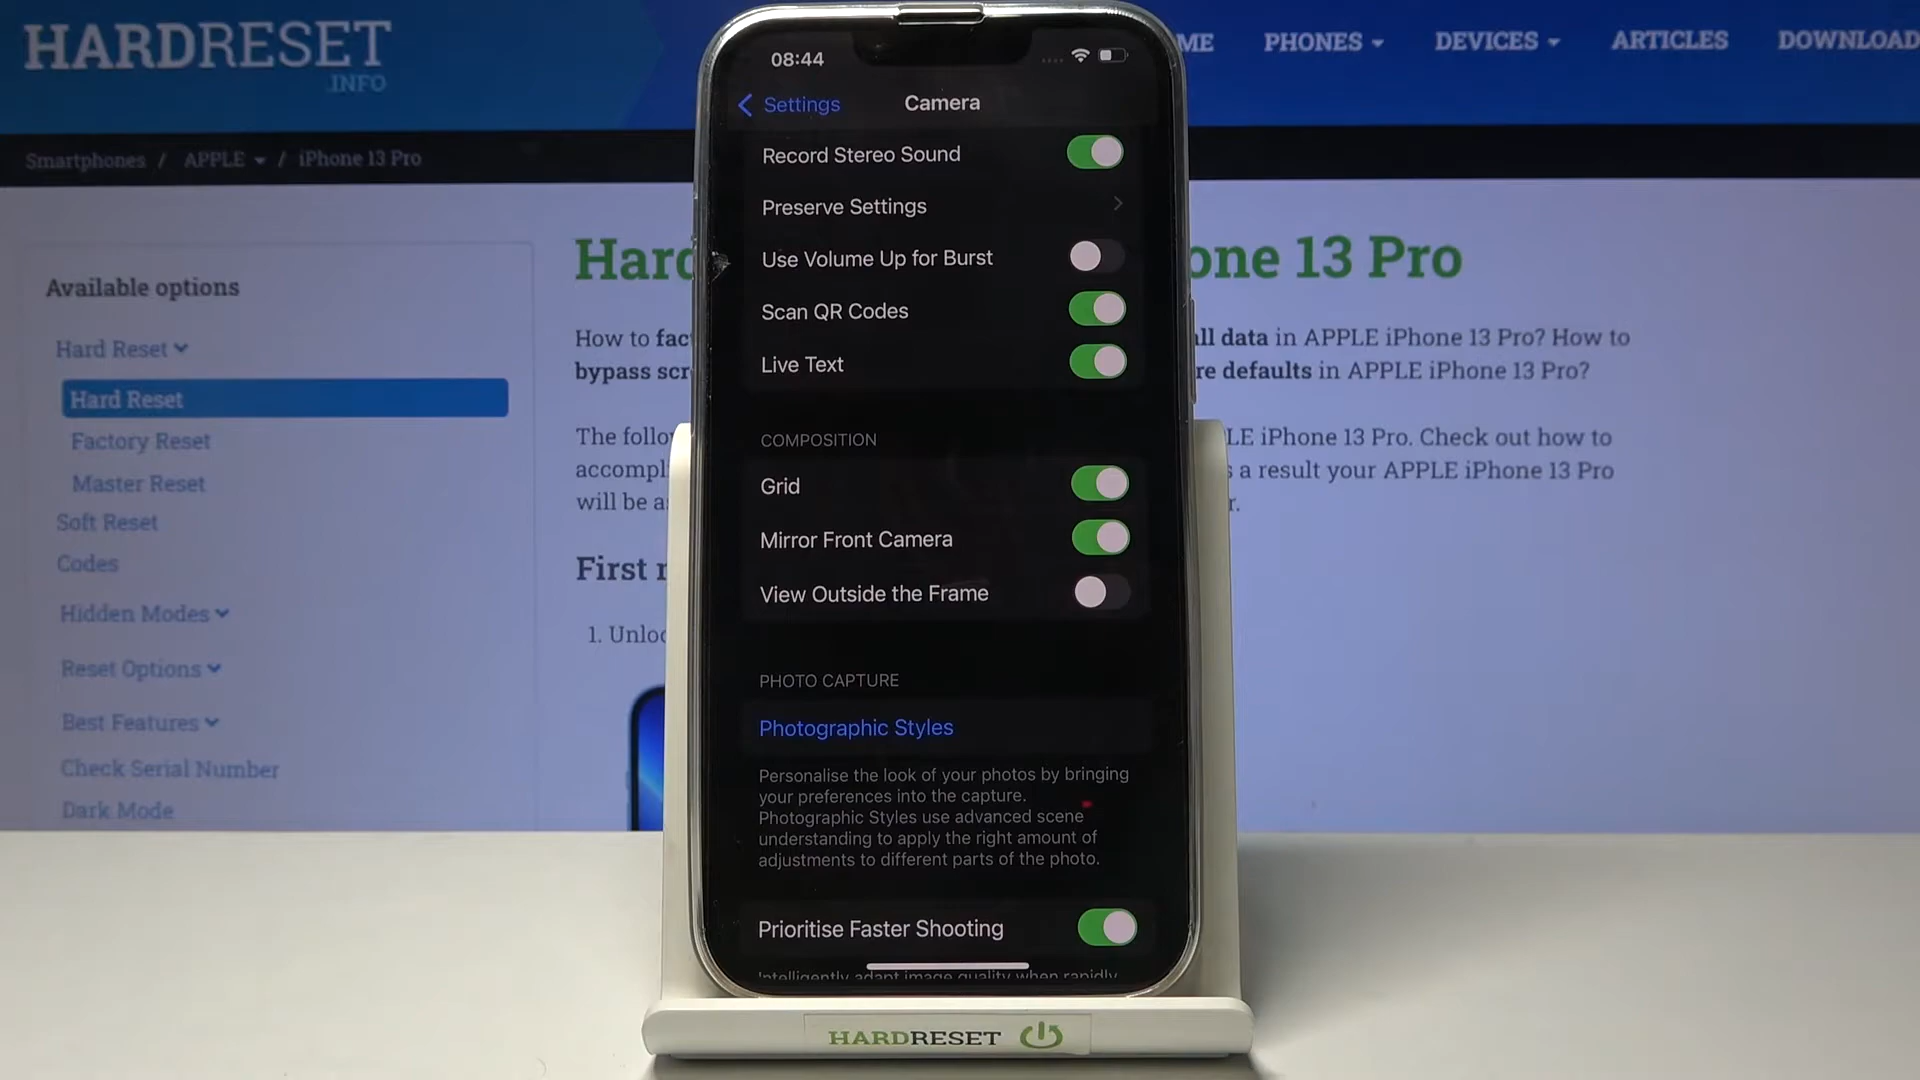 HARDRESET
.INFO
ME PHONES DEVICES ARTICLES DOWNLOAD
Smartphones / APPLE / iPhone 13 Pro
Available options
Hard Reset
Hard Reset
Factory Reset
Master Reset
Soft Reset
Codes
Hidden Modes
Reset Options
Best Features
Check Serial Number
Dark Mode
Hard one 13 Pro
How to fac ll data in APPLE iPhone 13 Pro? How to
bypass scr re defaults in APPLE iPhone 13 Pro?
The follo LE iPhone 13 Pro. Check out how to
accompl s a result your APPLE iPhone 13 Pro
will be a r.
First
1. Unloc
08:44
Settings Camera
Record Stereo Sound
Preserve Settings
Use Volume Up for Burst
Scan QR Codes
Live Text
COMPOSITION
Grid
Mirror Front Camera
View Outside the Frame
PHOTO CAPTURE
Photographic Styles
Personalise the look of your photos by bringing
your preferences into the capture.
Photographic Styles use advanced scene
understanding to apply the right amount of
adjustments to different parts of the photo.
Prioritise Faster Shooting
Intelligently adapt image quality when rapidly
HARDRESET